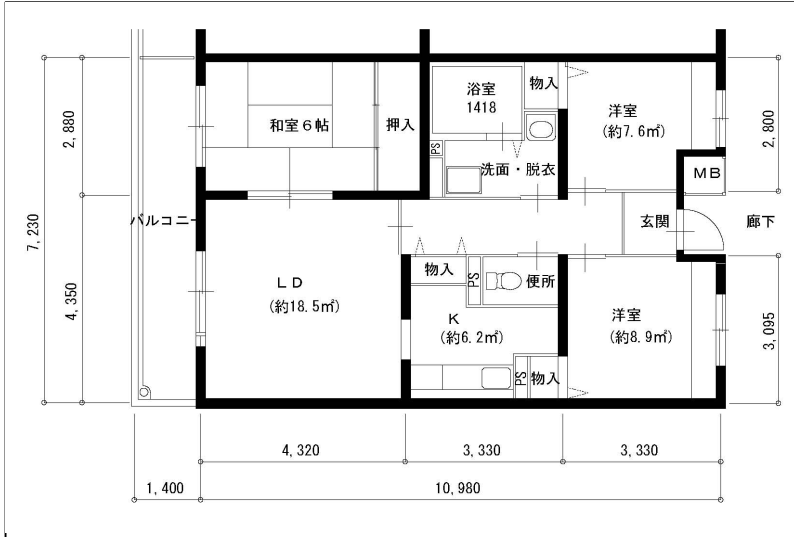 浴室
1418
物入
洋室
(約7.6㎡)
和室6帖
押入
PS
洗面・脱衣
MB
バルコニー
玄関
廊下
物入
PS
便所
LD
(約18.5㎡)
K
(約6.2㎡)
洋室
(約8.9㎡)
PS
物入
2,880
7,230
4,350
2,800
3,095
4,320
3,330
3,330
1,400
10,980